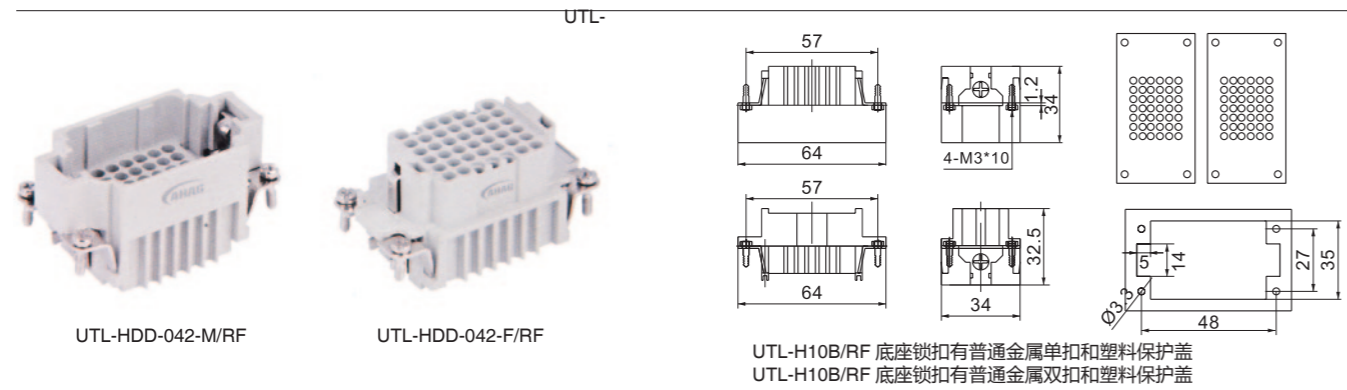 UTL-
57
64
1.2
34
4-M3*10
57
64
32.5
34
5
14
27
35
Ø3.3
48
UTL-HDD-042-M/RF
UTL-HDD-042-F/RF
UTL-H10B/RF 底座锁扣有普通金属单扣和塑料保护盖
UTL-H10B/RF 底座锁扣有普通金属双扣和塑料保护盖